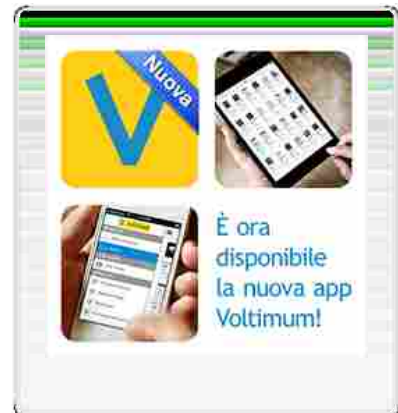 V
Nuova
È ora
disponibile
la nuova app
Voltimum!